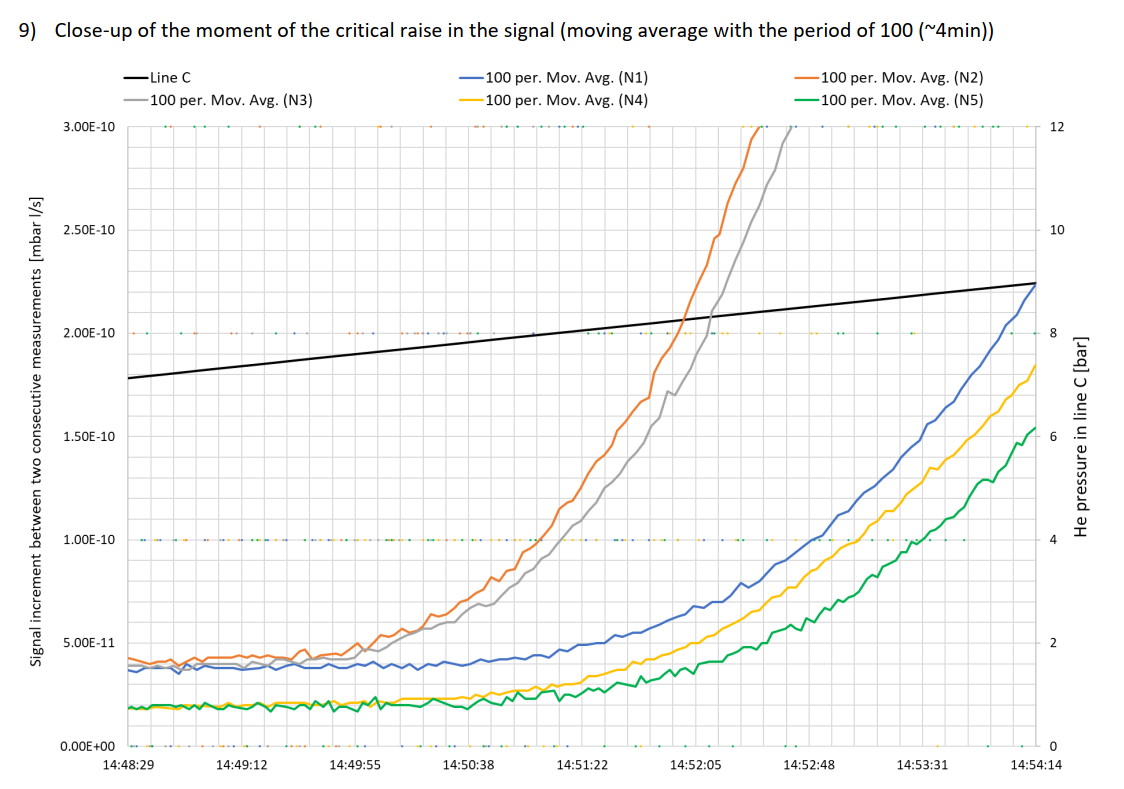 9) Close-up of the moment of the critical raise in the signal (moving average with the period of 100 (~4min))
Line C
100 per. Mov. Avg. (N1)
100 per. Mov. Avg. (N2)
100 per. Mov. Avg. (N3)
100 per. Mov. Avg. (N4)
100 per. Mov. Avg. (N5)
Signal increment between two consecutive measurements [mbar l/s]
3.00E-10
2.50E-10
2.00E-10
1.50E-10
1.00E-10
5.00E-11
0.00E+00
12
10
8
6
4
2
0
He pressure in line C [bar]
14:48:29 14:49:12 14:49:55 14:50:38 14:51:22 14:52:05 14:52:48 14:53:31 14:54:14